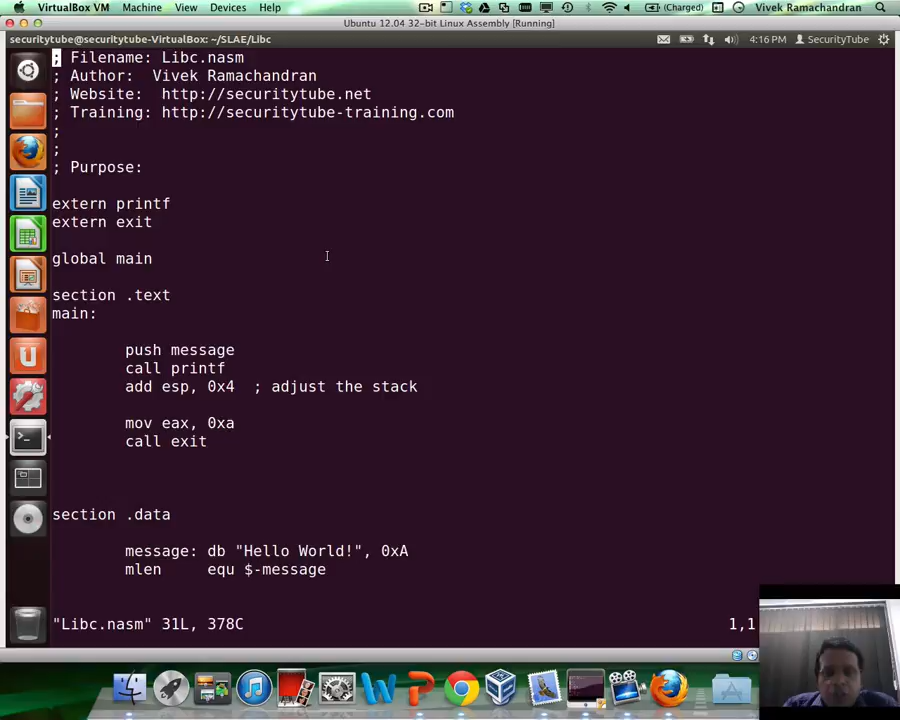 VirtualBox VM Machine View Devices Help (Charged) Vivek Ramachandran
Ubuntu 12.04 32-bit Linux Assembly [Running]
securitytube@securitytube-VirtualBox: ~/SLAE/Libc 4:16 PM SecurityTube
; Filename: Libc.nasm
; Author:  Vivek Ramachandran
; Website:  http://securitytube.net
; Training: http://securitytube-training.com
;
;
; Purpose:
extern printf
extern exit
global main
section .text
main:
push message
call printf
add esp, 0x4  ; adjust the stack
mov eax, 0xa
call exit
section .data
message: db "Hello World!", 0xA
mlen     equ $-message
"Libc.nasm" 31L, 378C 1,1